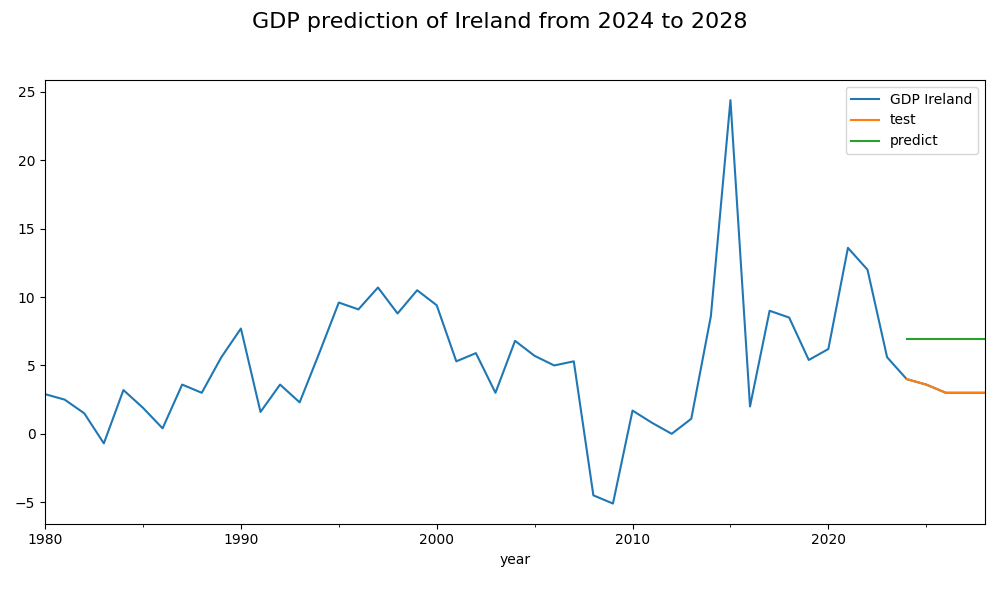 GDP prediction of Ireland from 2024 to 2028
25
20
15
10
5
0
−5
GDP Ireland
test
predict
1980
1990
2000
2010
2020
year